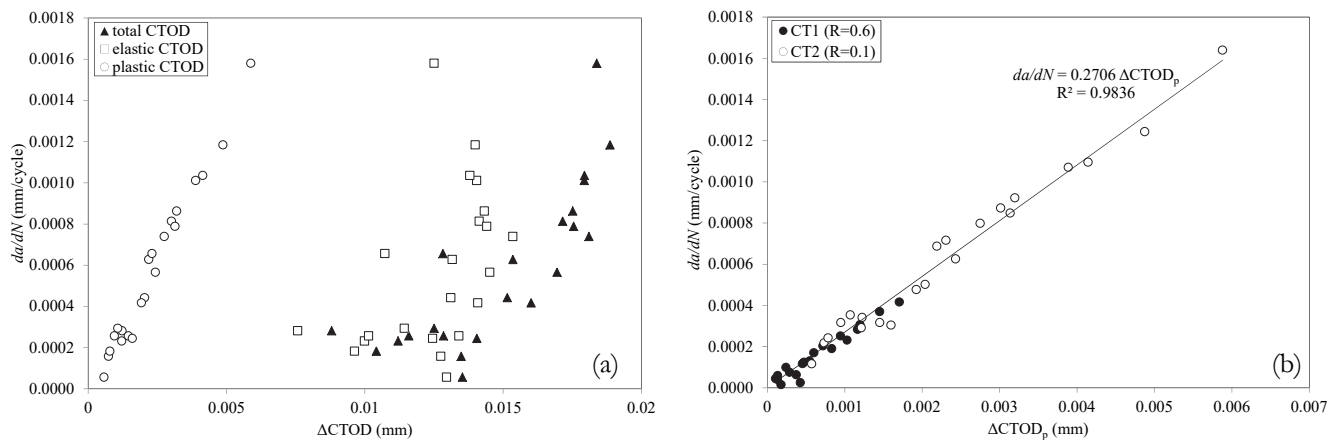 0.0018
0.0016
0.0014
0.0012
0.0010
0.0008
0.0006
0.0004
0.0002
0.0000
da/dN (mm/cycle)
total CTOD
elastic CTOD
plastic CTOD
(a)
0 0.005 0.01 0.015 0.02
ΔCTOD (mm)
0.0018
0.0016
0.0014
0.0012
0.0010
0.0008
0.0006
0.0004
0.0002
0.0000
da/dN (mm/cycle)
CT1 (R=0.6)
CT2 (R=0.1)
da/dN = 0.2706 ΔCTODp
R² = 0.9836
(b)
0 0.001 0.002 0.003 0.004 0.005 0.006 0.007
ΔCTODp (mm)